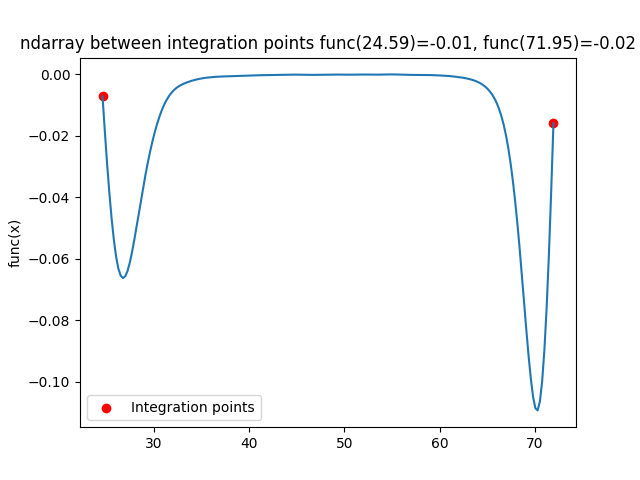 ndarray between integration points func(24.59)=-0.01, func(71.95)=-0.02
0.00
−0.02
−0.04
−0.06
−0.08
−0.10
func(x)
Integration points
30 40 50 60 70